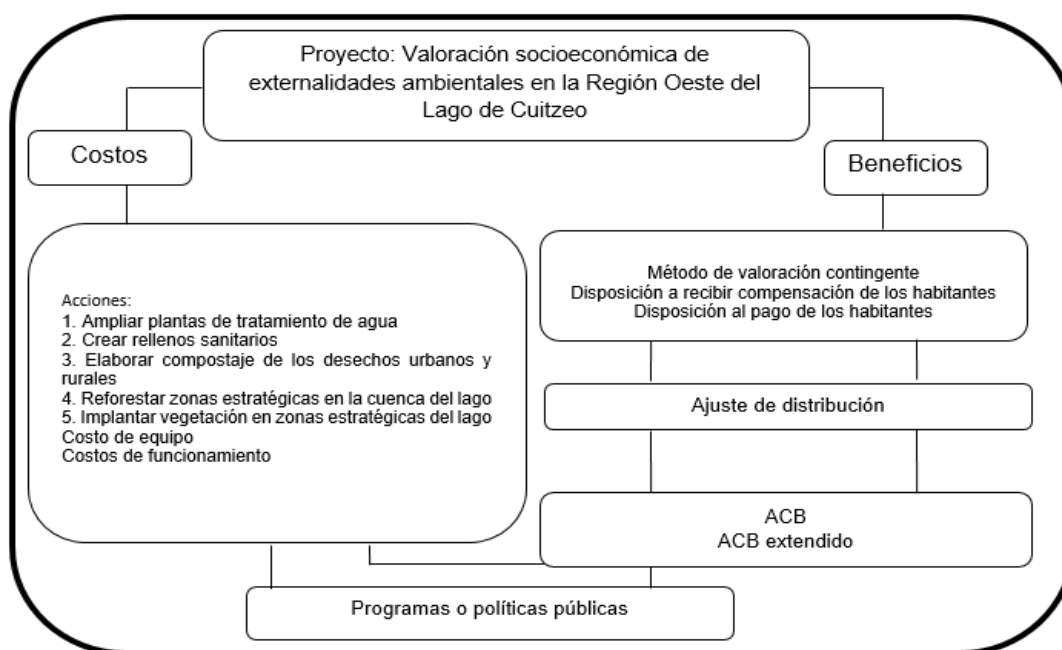 Proyecto: Valoración socioeconómica de
externalidades ambientales en la Región Oeste del
Lago de Cuitzeo
Costos
Beneficios
Acciones:
1. Ampliar plantas de tratamiento de agua
2. Crear rellenos sanitarios
3. Elaborar compostaje de los desechos urbanos y
rurales
4. Reforestar zonas estratégicas en la cuenca del lago
5. Implantar vegetación en zonas estratégicas del lago
Costo de equipo
Costos de funcionamiento
Método de valoración contingente
Disposición a recibir compensación de los habitantes
Disposición al pago de los habitantes
Ajuste de distribución
ACB
ACB extendido
Programas o políticas públicas